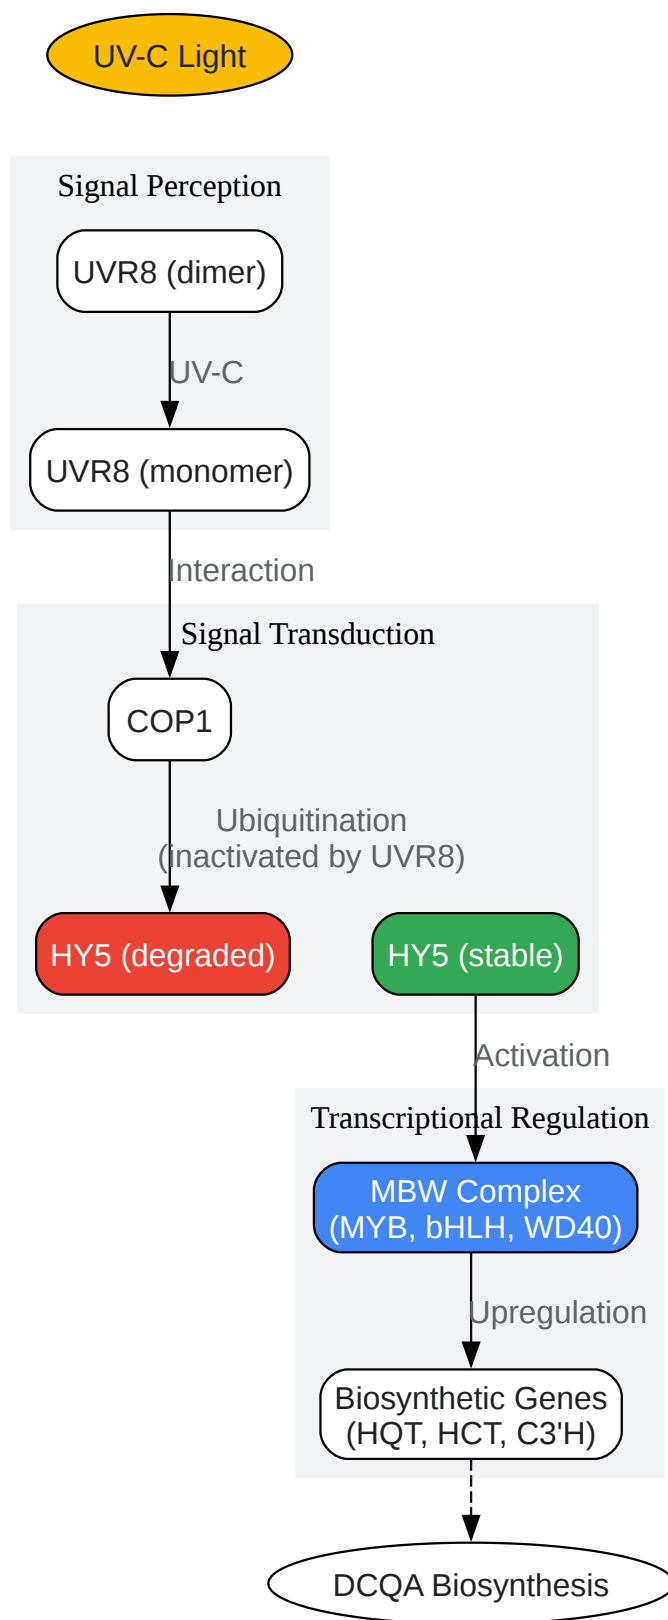 UV-C Light
Signal Perception
UVR8 (dimer)
UV-C
UVR8 (monomer)
Interaction
Signal Transduction
COP1
Ubiquitination
(inactivated by UVR8)
HY5 (degraded)
HY5 (stable)
Activation
Transcriptional Regulation
MBW Complex
(MYB, bHLH, WD40)
Upregulation
Biosynthetic Genes
(HQT, HCT, C3'H)
DCQA Biosynthesis